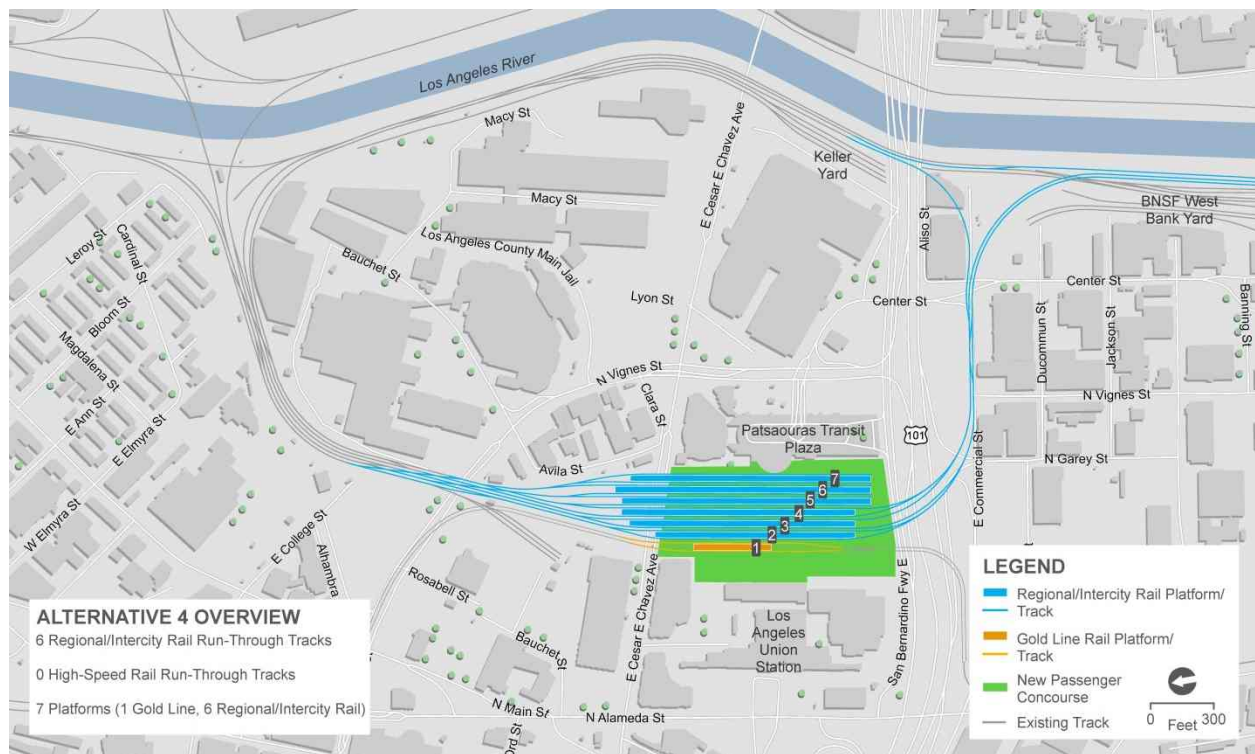 Los Angeles River
Macy St
Keller
Yard
E Cesar E Chavez Ave
Macy St
BNSF West
Bank Yard
Aliso St
Leroy St
Cardinal St
Los Angeles County Main Jail
Bauchet St
Bloom St
Lyon St
Center St
Center St
Banning St
Magdalena St
Ducommun St
Jackson St
N Vignes St
E Ann St
E Elmyra St
Clara St
N Vignes St
Patsaouras Transit
Plaza
101
Avila St
N Garey St
E Commercial St
7
6
5
4
3
2
1
W Elmyra St
E College St
Alhambra
Rosabell St
E Cesar E Chavez Ave
San Bernardino Fwy E
Los
Angeles
Union
Station
Bauchet St
N Main St
N Alameda St
Ord St
ALTERNATIVE 4 OVERVIEW
6 Regional/Intercity Rail Run-Through Tracks
0 High-Speed Rail Run-Through Tracks
7 Platforms (1 Gold Line, 6 Regional/Intercity Rail)
LEGEND
Regional/Intercity Rail Platform/
Track
Gold Line Rail Platform/
Track
New Passenger
Concourse
Existing Track
0 300
Feet